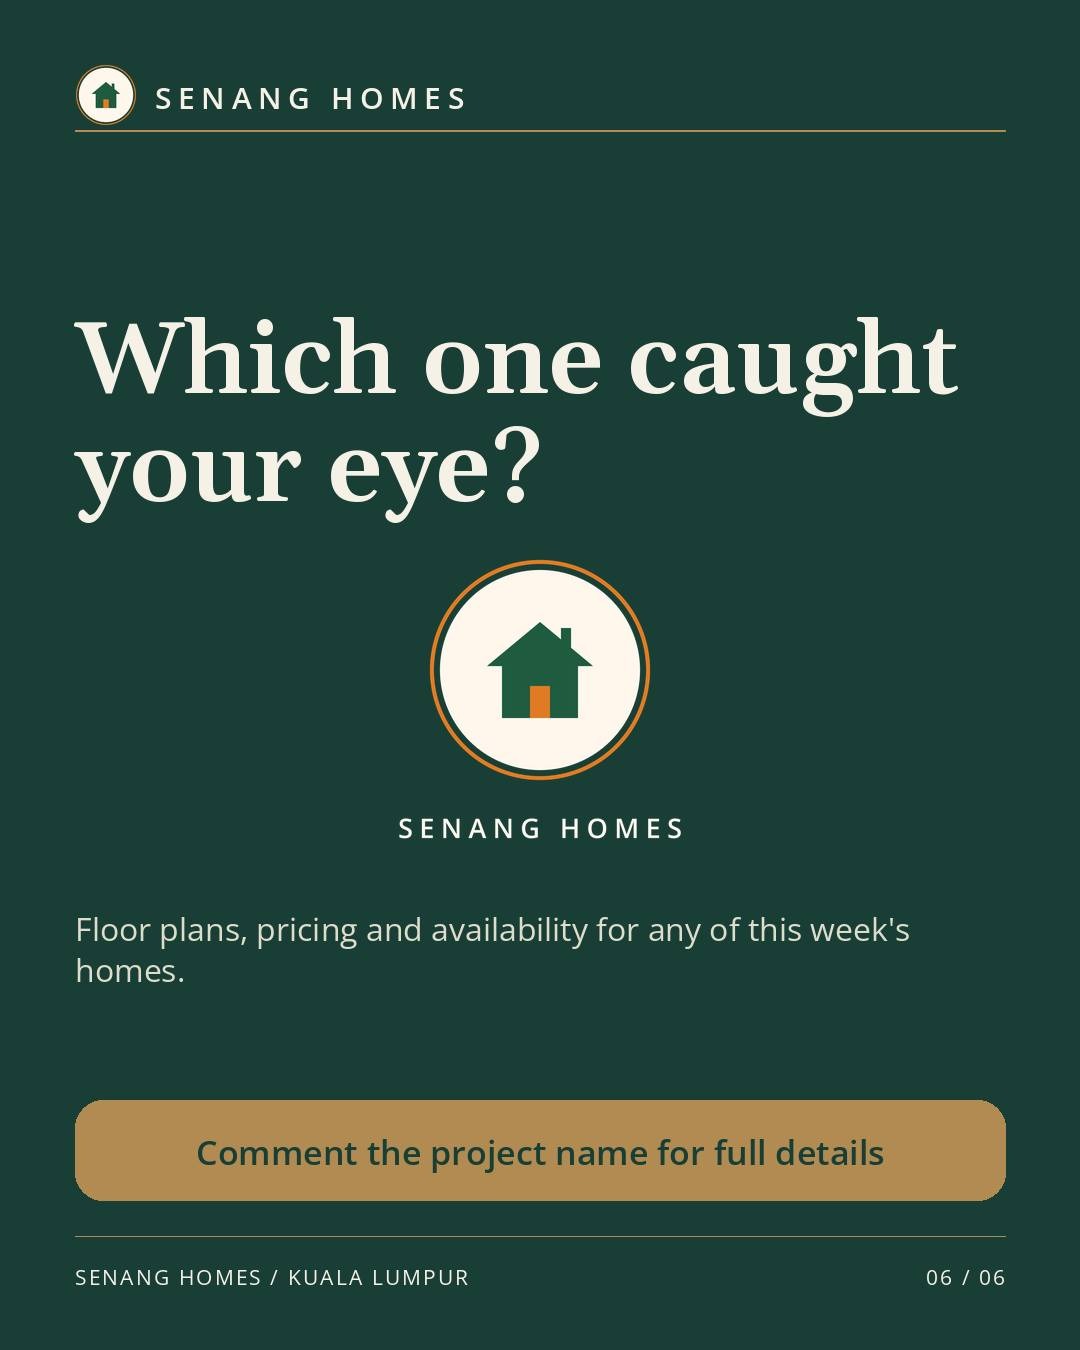 SENANG HOMES
Which one caught
your eye?
SENANG HOMES
Floor plans, pricing and availability for any of this week's
homes.
Comment the project name for full details
SENANG HOMES / KUALA LUMPUR
06 / 06